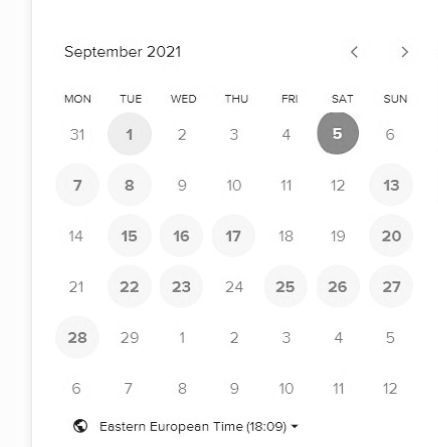 September 2021
MON TUE WED THU FRI SAT SUN
31 1 2 3 4 5 6
7 8 9 10 11 12 13
14 15 16 17 18 19 20
21 22 23 24 25 26 27
28 29 1 2 3 4 5
6 7 8 9 10 11 12
Eastern European Time (18:09)